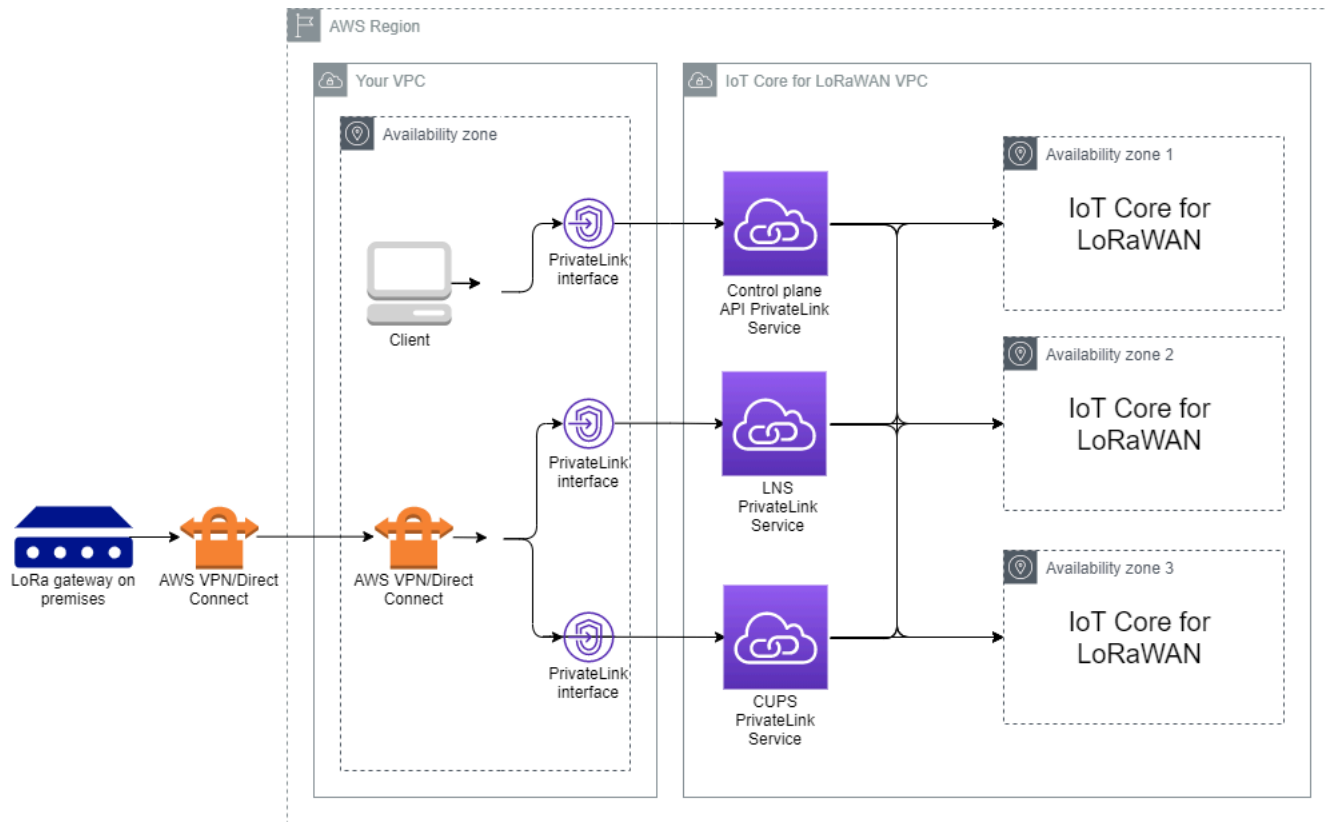 AWS Region
Your VPC
IoT Core for LoRaWAN VPC
Availability zone
Availability zone 1
IoT Core for
LoRaWAN
PrivateLink
interface
Client
Control plane
API PrivateLink
Service
Availability zone 2
IoT Core for
LoRaWAN
PrivateLink
interface
LNS
PrivateLink
Service
LoRa gateway on
premises
AWS VPN/Direct
Connect
AWS VPN/Direct
Connect
Availability zone 3
IoT Core for
LoRaWAN
PrivateLink
interface
CUPS
PrivateLink
Service